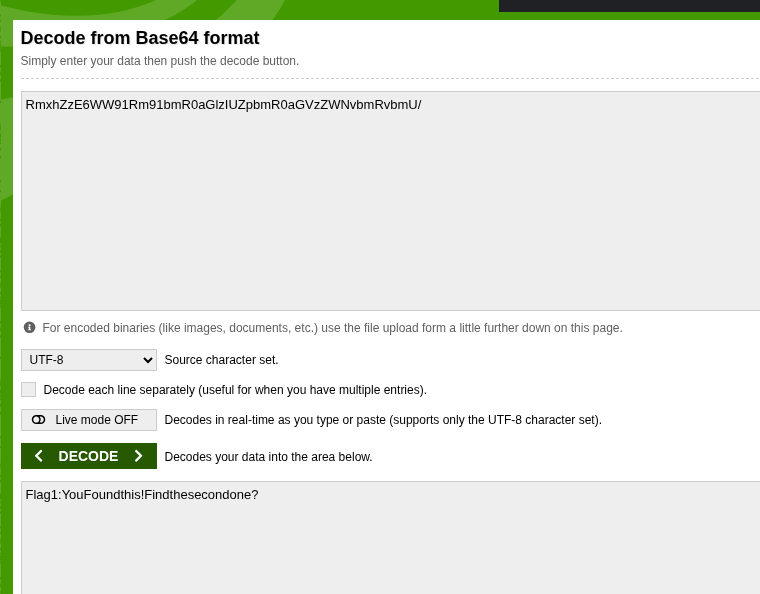 Decode from Base64 format
Simply enter your data then push the decode button.
RmxhZzE6WW91Rm91bmR0aGlzIUZpbmR0aGVzZWNvbmRvbmU/
For encoded binaries (like images, documents, etc.) use the file upload form a little further down on this page.
UTF-8 Source character set.
Decode each line separately (useful for when you have multiple entries).
Live mode OFF Decodes in real-time as you type or paste (supports only the UTF-8 character set).
< DECODE > Decodes your data into the area below.
Flag1:YouFoundthis!Findthesecondone?